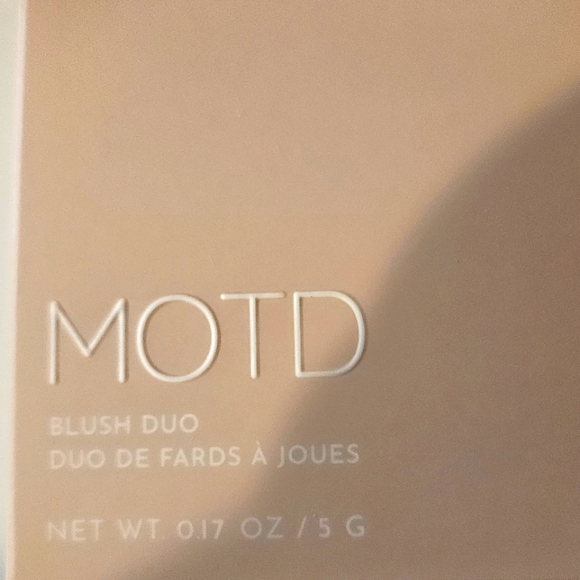 MOTD
BLUSH DUO
DUO DE FARDS À JOUES
NET WT. 0.17 OZ / 5 G